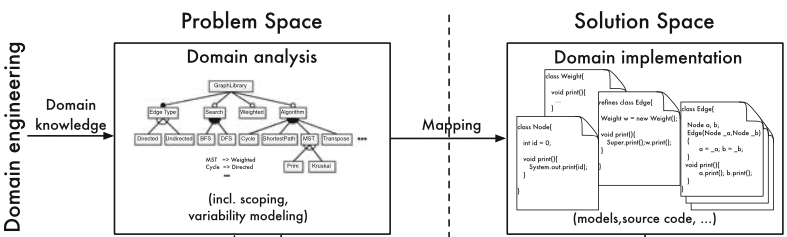 Problem Space
Solution Space
Domain engineering
Domain
knowledge
Domain analysis
GraphLibrary
Edge Type
Search
Weighted
Algorithm
Directed
Undirected
BFS
DFS
Cycle
ShortestPath
MST
Transpose
•••
MST => Weighted
Cycle => Directed
...
Prim
Kruskal
(incl. scoping,
variability modeling)
Mapping
Domain implementation
class Weight{
void print(){
...
}
class Node{
int id = 0;
void print(){
System.out.print(id);
}
}
refines class Edge{
Weight w = new Weight();
void print(){
Super.print();w.print();
}
}
class Edge{
Node a, b;
Edge(Node _a,Node _b)
{
a = _a; b = _b;
}
void print(){
a.print(); b.print();
}
}
(models,source code, ...)